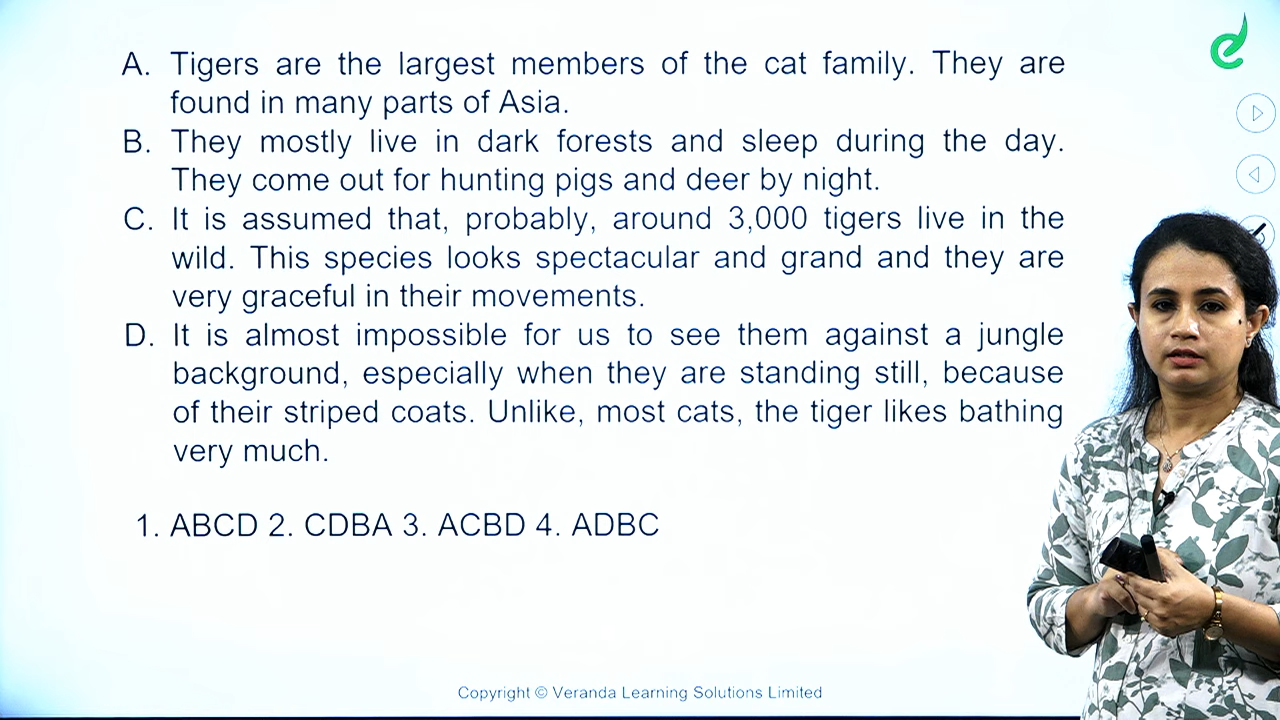 A. Tigers are the largest members of the cat family. They are
found in many parts of Asia.
B. They mostly live in dark forests and sleep during the day.
They come out for hunting pigs and deer by night.
C. It is assumed that, probably, around 3,000 tigers live in the
wild. This species looks spectacular and grand and they are
very graceful in their movements.
D. It is almost impossible for us to see them against a jungle
background, especially when they are standing still, because
of their striped coats. Unlike, most cats, the tiger likes bathing
very much.
1. ABCD 2. CDBA 3. ACBD 4. ADBC
Copyright © Veranda Learning Solutions Limited